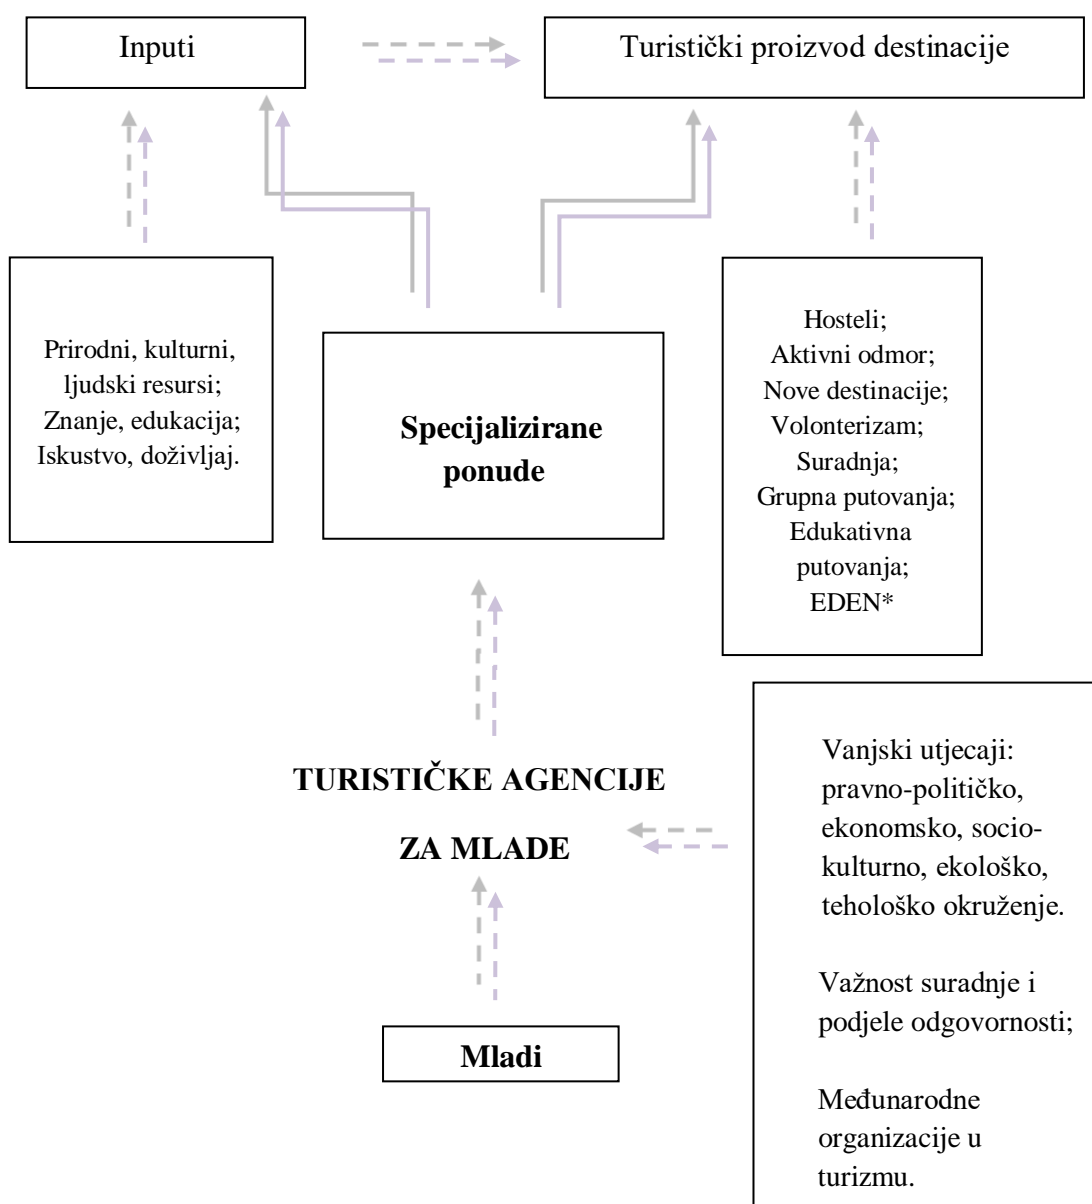 Inputi
Turistički proizvod destinacije
Prirodni, kulturni,
ljudski resursi;
Znanje, edukacija;
Iskustvo, doživljaj.
Specijalizirane
ponude
Hosteli;
Aktivni odmor;
Nove destinacije;
Volonterizam;
Suradnja;
Grupna putovanja;
Edukativna
putovanja;
EDEN*
TURISTIČKE AGENCIJE
ZA MLADE
Vanjski utjecaji:
pravno-političko,
ekonomsko, socio-
kulturno, ekološko,
tehološko okruženje.
Važnost suradnje i
podjele odgovornosti;
Međunarodne
organizacije u
turizmu.
Mladi